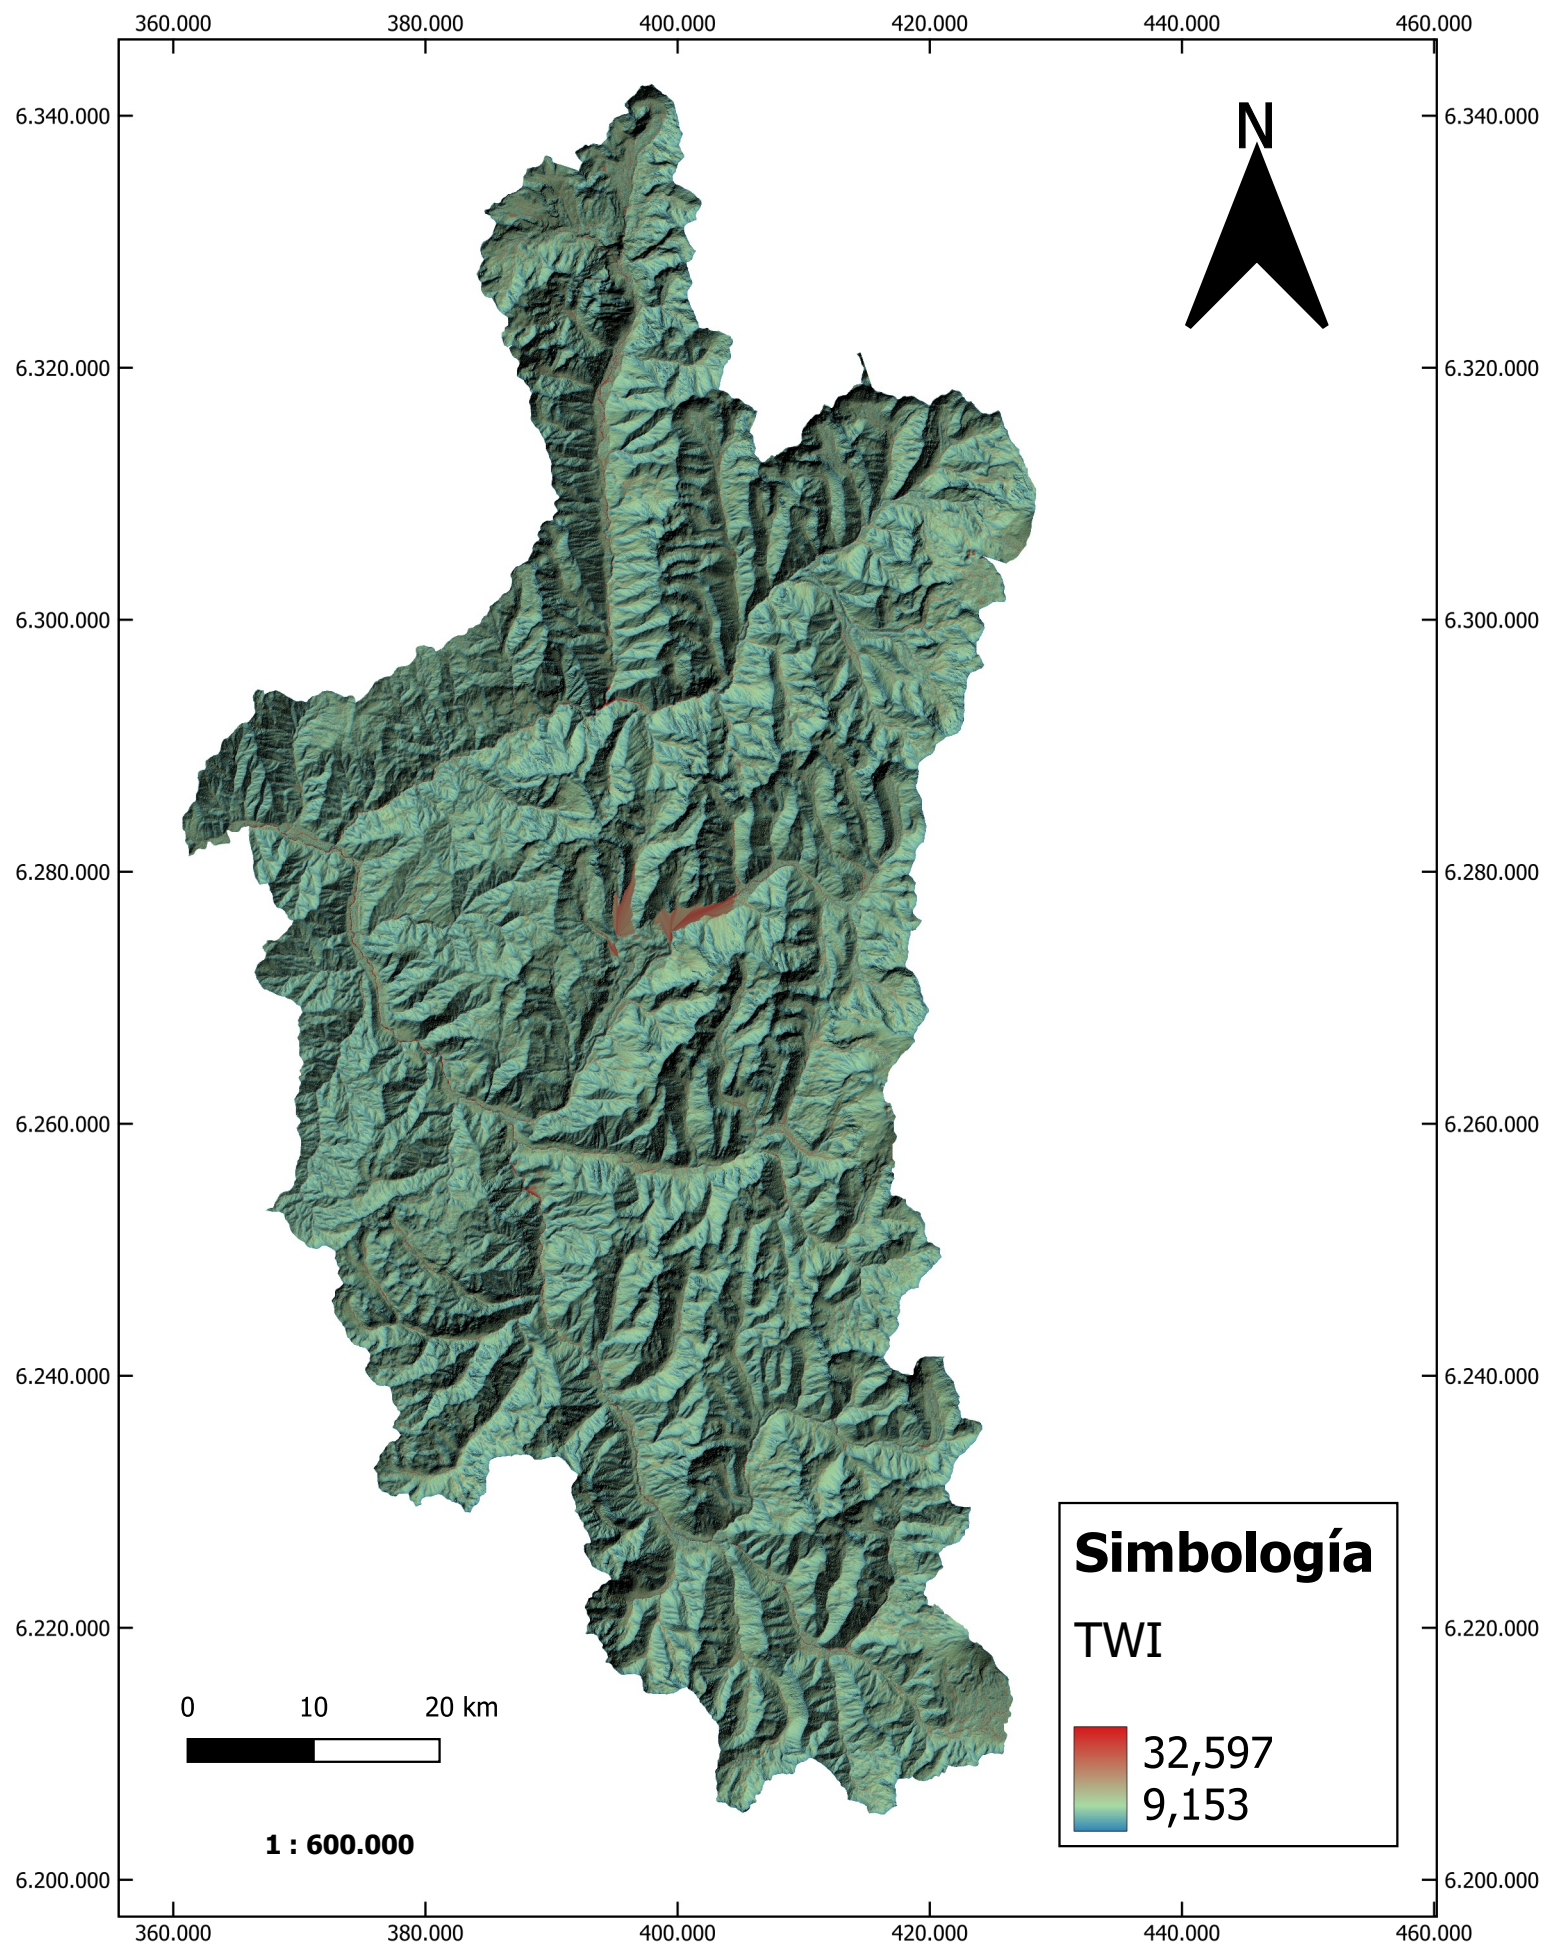 360.000 380.000 400.000 420.000 440.000 460.000
N
6.340.000 6.340.000
6.320.000 6.320.000
6.300.000 6.300.000
6.280.000 6.280.000
6.260.000 6.260.000
6.240.000 6.240.000
6.220.000 6.220.000
6.200.000 6.200.000
Simbología
TWI
32,597
9,153
0 10 20 km
1 : 600.000
360.000 380.000 400.000 420.000 440.000 460.000